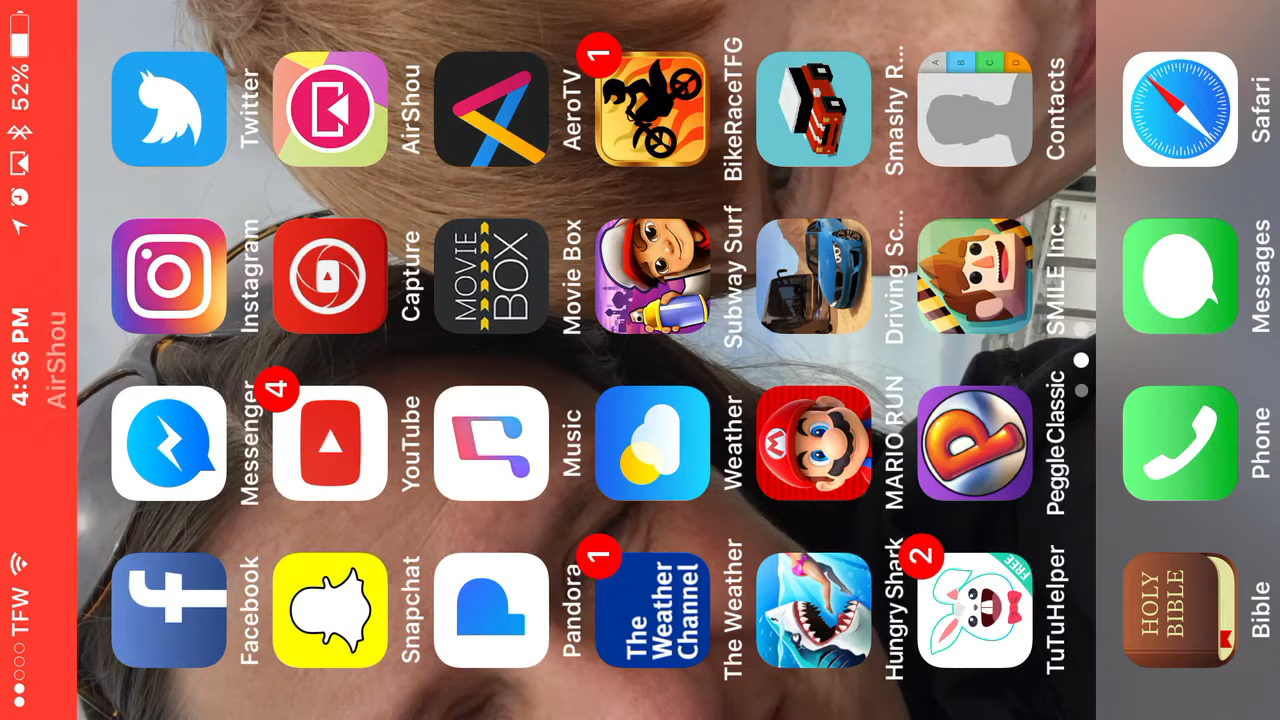 TFW 4:36 PM 52%
AirShou
Facebook Messenger Instagram Twitter
4
Snapchat YouTube Capture AirShou
MOVIE
BOX
Pandora Music Movie Box AeroTV
1
The
Weather
Channel
1
The Weather Weather Subway Surf BikeRaceTFG
M
Hungry Shark MARIO RUN Driving Sc... Smashy R...
2
FREE
P
A B C D
TuTuHelper PeggleClassic SMILE Inc... Contacts
HOLY
BIBLE
Bible Phone Messages Safari